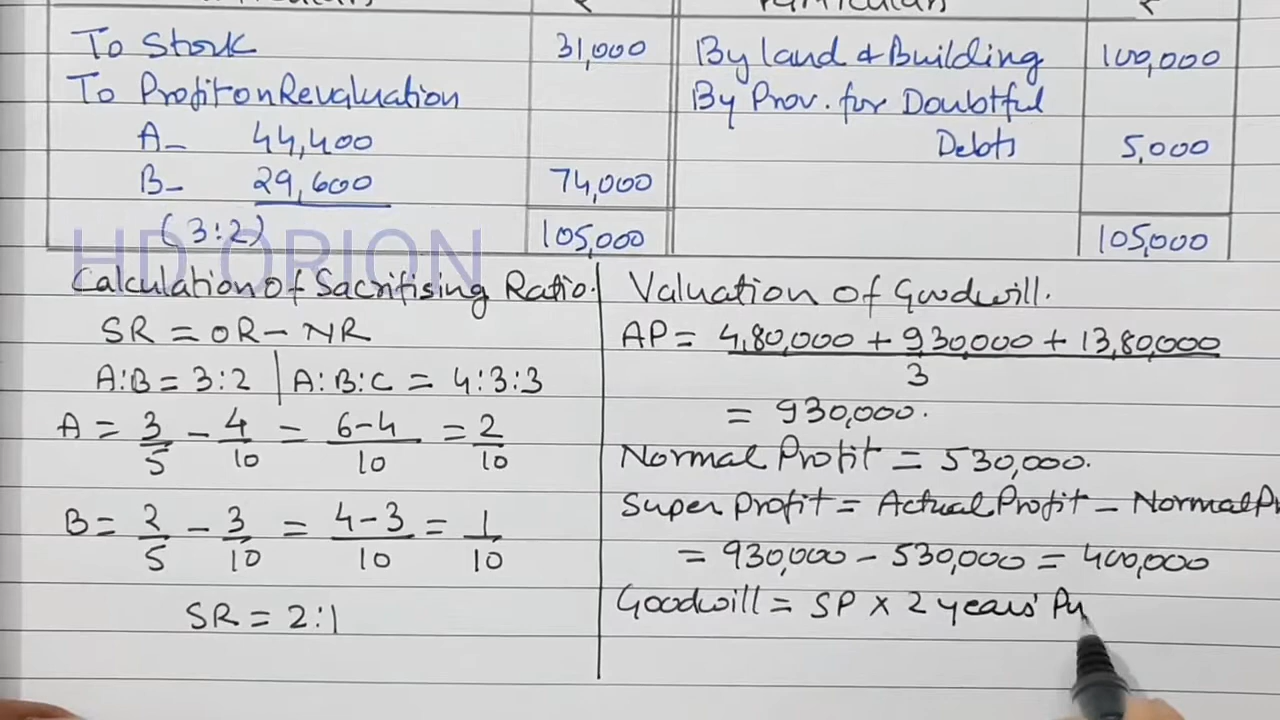 To Stock 31,000 By land & Building 100,000
To Profit on Revaluation By Prov. for Doubtful
A- 44,400 Debts 5,000
B- 29,600 74,000
(3:2) 105,000 105,000
HD ORION
Calculation of Sacrifising Ratio.
SR = OR - NR
A:B = 3:2 | A:B:C = 4:3:3
A = 3/5 - 4/10 = 6-4/10 = 2/10
B = 2/5 - 3/10 = 4-3/10 = 1/10
SR = 2:1
Valuation of Goodwill.
AP = 4,80,000 + 930,000 + 13,80,000 / 3
= 930,000.
Normal Profit = 530,000.
Super Profit = Actual Profit - Normal Pr
= 930,000 - 530,000 = 400,000
Goodwill = SP × 2 years' Pu